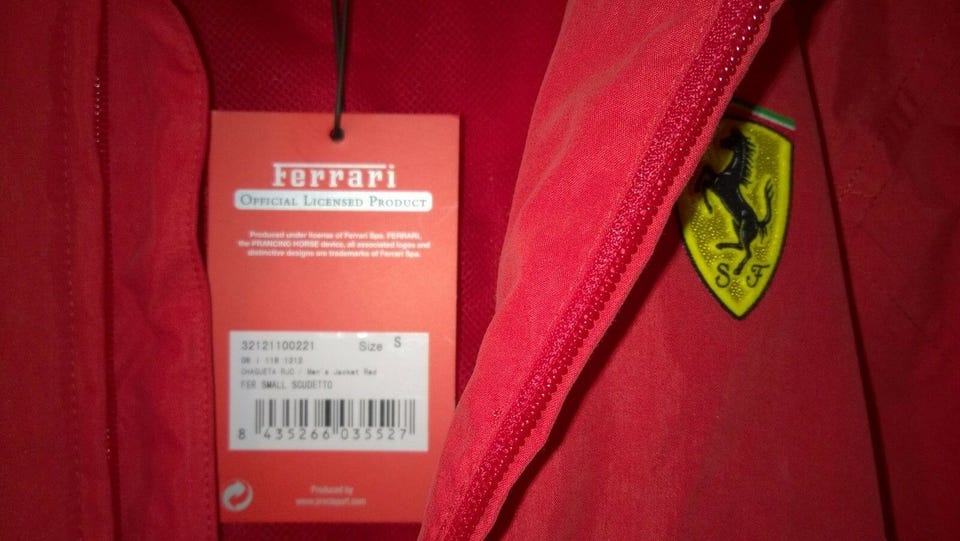 Ferrari
OFFICIAL LICENSED PRODUCT
Produced under license of Ferrari Spa. FERRARI,
the PRANCING HORSE device, all associated logos and
distinctive designs are trademarks of Ferrari Spa.
32121100221 Size S
CHAQUETA RJO / Men's Jacket Red
FER SMALL SCUDETTO
8 435266 035527
Produced by
S F